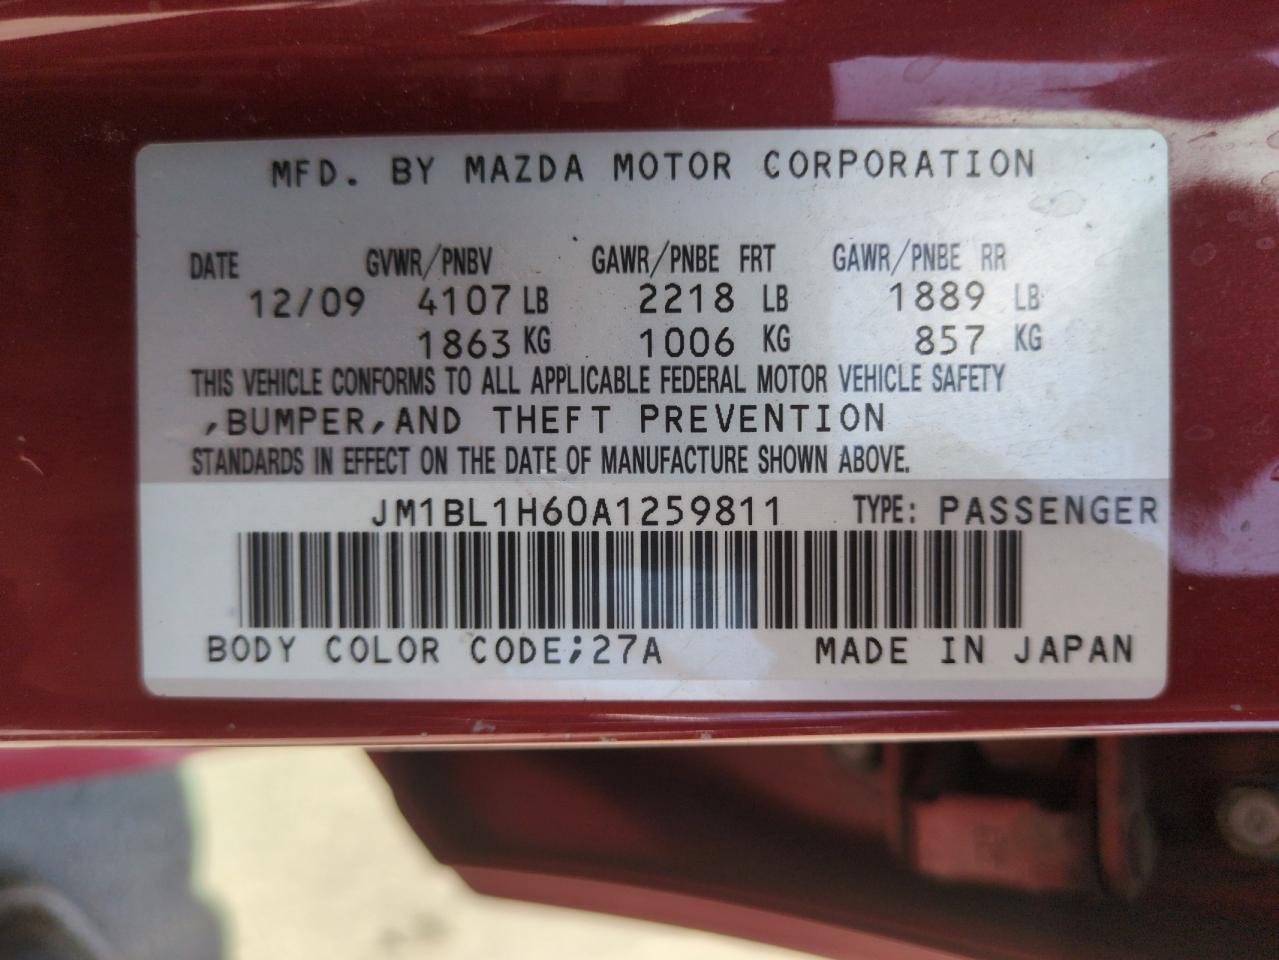 MFD. BY MAZDA MOTOR CORPORATION
DATE GVWR/PNBV GAWR/PNBE FRT GAWR/PNBE RR
12/09 4107 LB 2218 LB 1889 LB
1863 KG 1006 KG 857 KG
THIS VEHICLE CONFORMS TO ALL APPLICABLE FEDERAL MOTOR VEHICLE SAFETY
,BUMPER,AND THEFT PREVENTION
STANDARDS IN EFFECT ON THE DATE OF MANUFACTURE SHOWN ABOVE.
JM1BL1H60A1259811 TYPE: PASSENGER
BODY COLOR CODE;27A MADE IN JAPAN